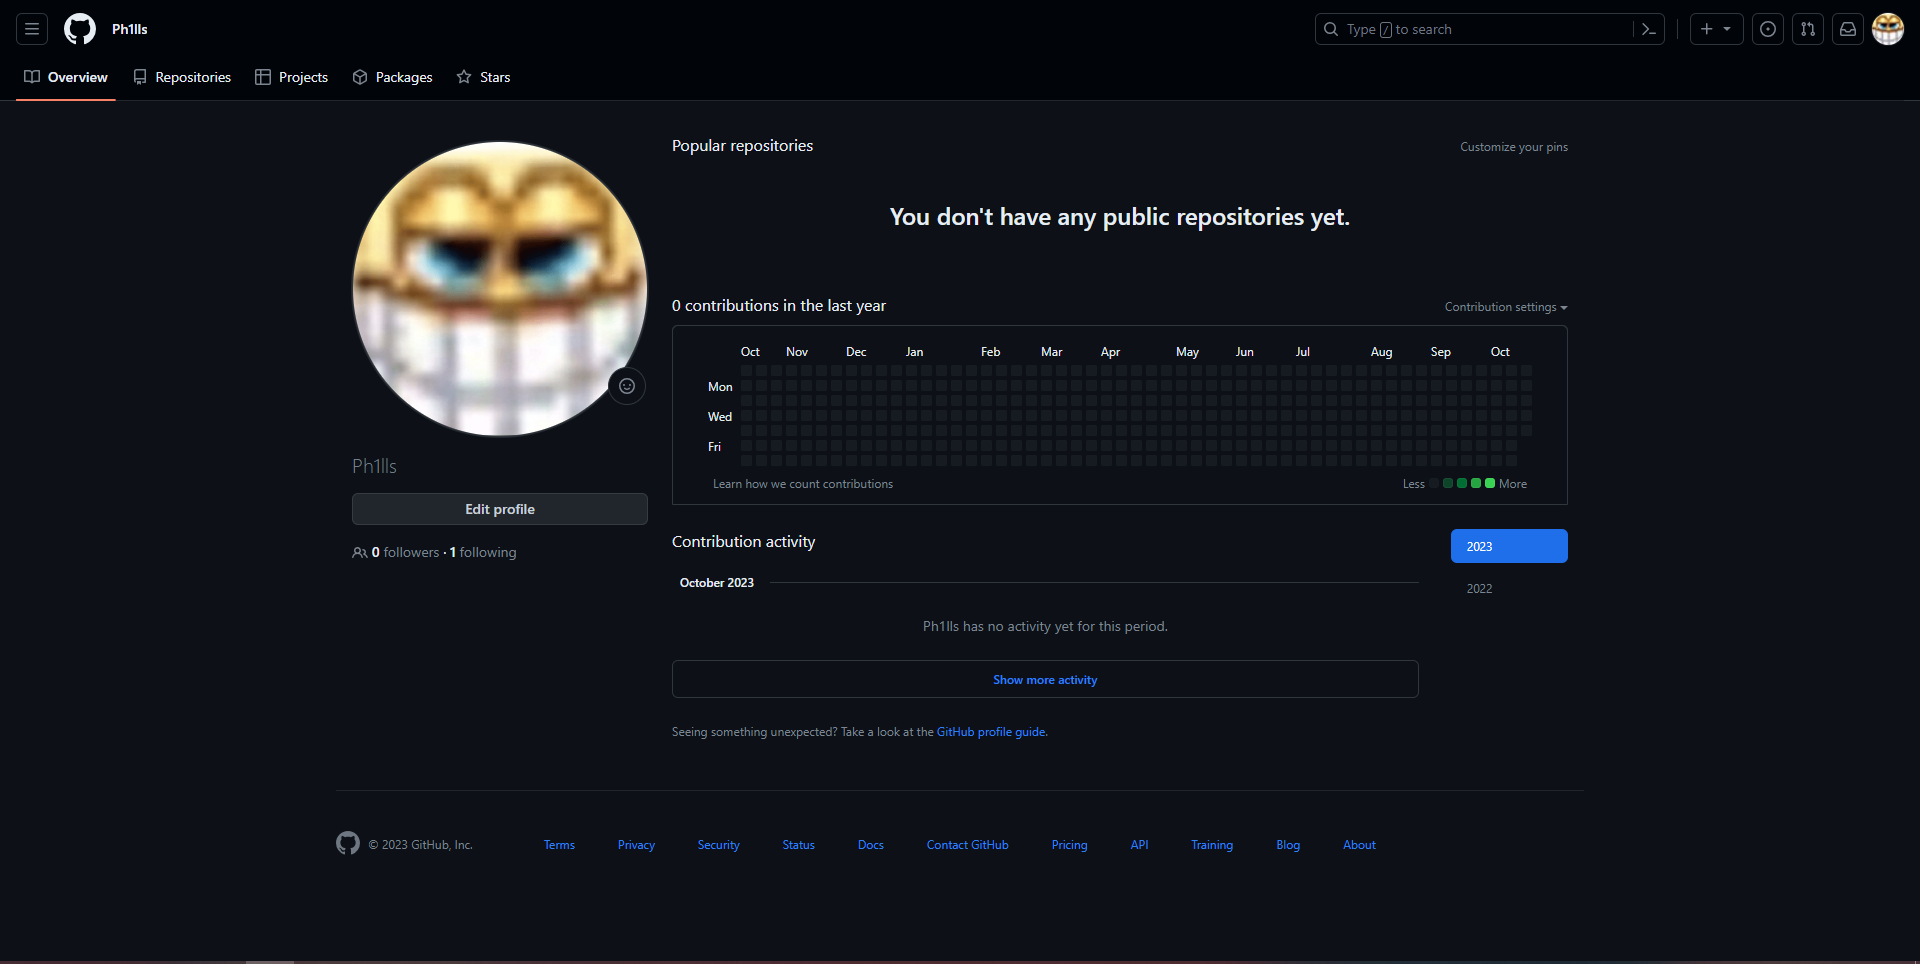 Ph1lls
Type / to search
Overview
Repositories
Projects
Packages
Stars
Popular repositories
Customize your pins
You don't have any public repositories yet.
0 contributions in the last year
Contribution settings
Oct Nov Dec Jan Feb Mar Apr May Jun Jul Aug Sep Oct
Mon
Wed
Fri
Learn how we count contributions
Less More
Ph1lls
Edit profile
0 followers · 1 following
Contribution activity
2023
2022
October 2023
Ph1lls has no activity yet for this period.
Show more activity
Seeing something unexpected? Take a look at the GitHub profile guide.
© 2023 GitHub, Inc.
Terms
Privacy
Security
Status
Docs
Contact GitHub
Pricing
API
Training
Blog
About